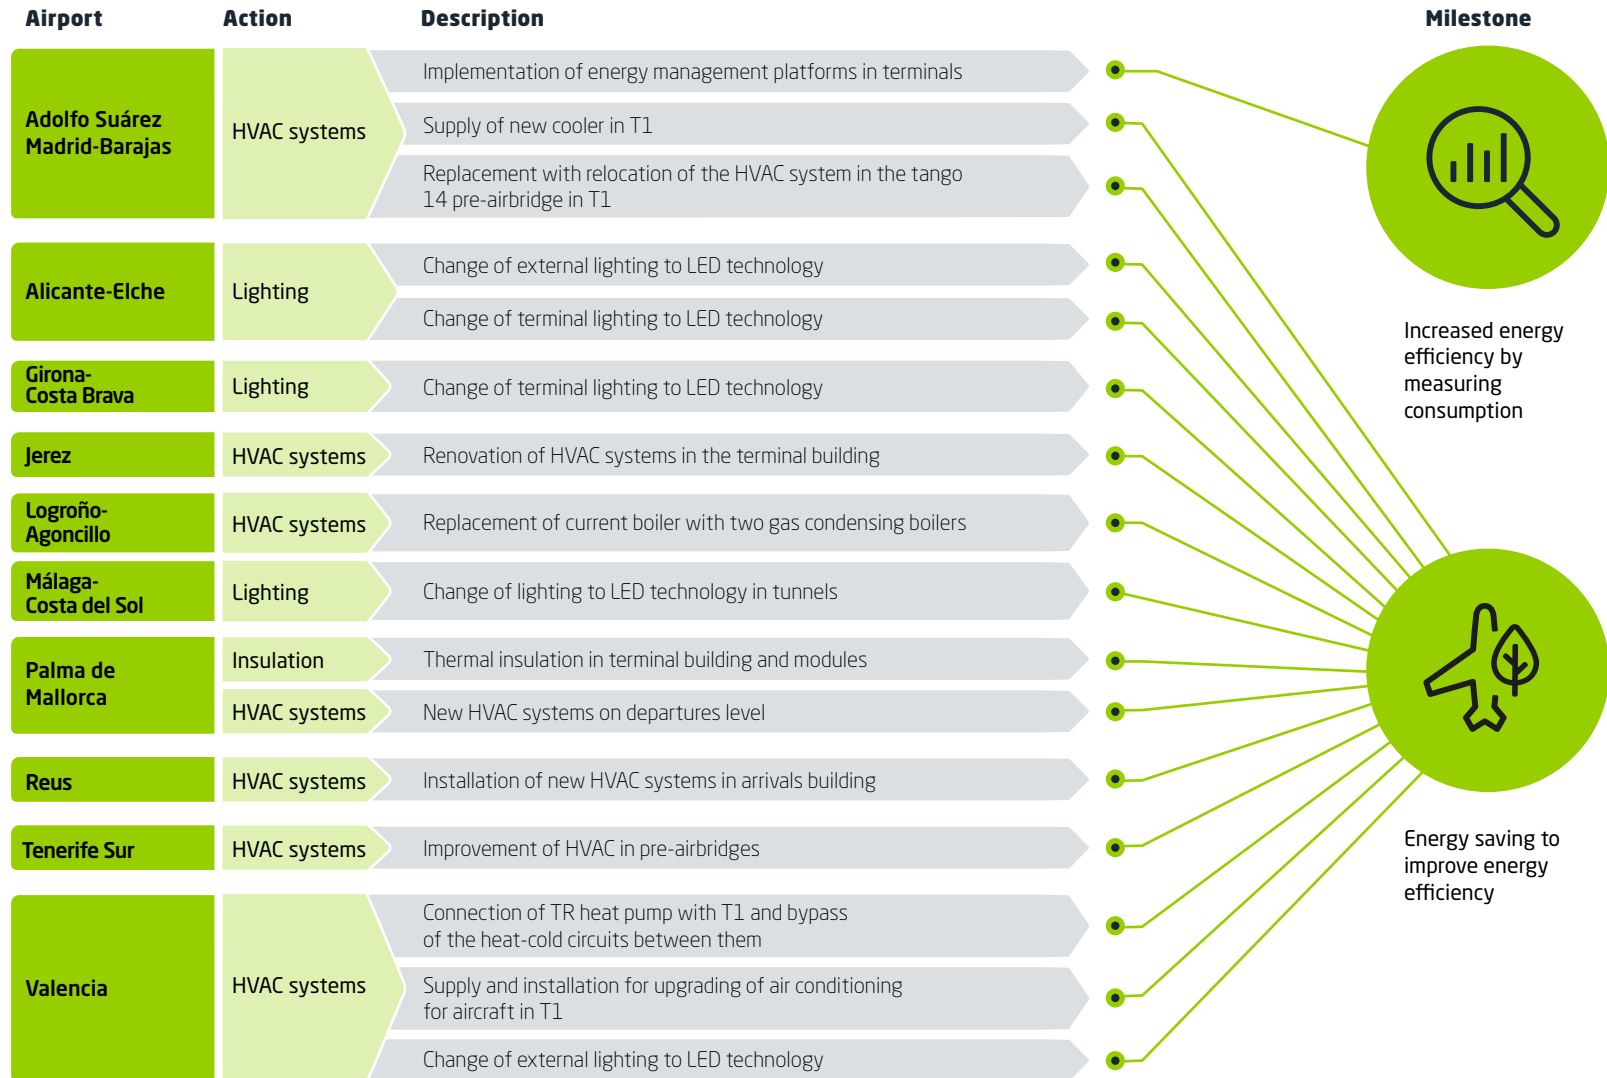 Airport Action Description Milestone
Adolfo Suárez
Madrid-Barajas
HVAC systems
Implementation of energy management platforms in terminals
Supply of new cooler in T1
Replacement with relocation of the HVAC system in the tango
14 pre-airbridge in T1
Alicante-Elche
Lighting
Change of external lighting to LED technology
Change of terminal lighting to LED technology
Girona-
Costa Brava
Lighting
Change of terminal lighting to LED technology
Jerez
HVAC systems
Renovation of HVAC systems in the terminal building
Logroño-
Agoncillo
HVAC systems
Replacement of current boiler with two gas condensing boilers
Málaga-
Costa del Sol
Lighting
Change of lighting to LED technology in tunnels
Palma de
Mallorca
Insulation
Thermal insulation in terminal building and modules
HVAC systems
New HVAC systems on departures level
Reus
HVAC systems
Installation of new HVAC systems in arrivals building
Tenerife Sur
HVAC systems
Improvement of HVAC in pre-airbridges
Valencia
HVAC systems
Connection of TR heat pump with T1 and bypass
of the heat-cold circuits between them
Supply and installation for upgrading of air conditioning
for aircraft in T1
Change of external lighting to LED technology
Increased energy
efficiency by
measuring
consumption
Energy saving to
improve energy
efficiency